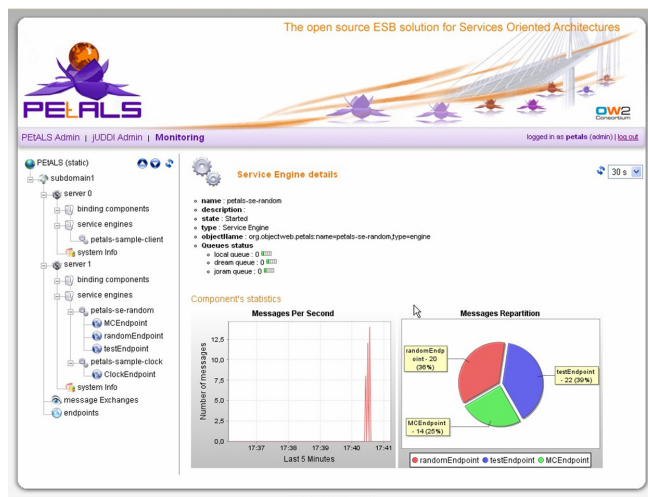 The open source ESB solution for Services Oriented Architectures
PEtALS
OW2
Consortium
PEtALS Admin | jUDDI Admin | Monitoring
logged in as petals (admin) | log out
PEtALS (static)
subdomain1
server 0
binding components
service engines
petals-sample-client
system Info
server 1
binding components
service engines
petals-se-random
MCEndpoint
randomEndpoint
testEndpoint
petals-sample-clock
ClockEndpoint
system Info
message Exchanges
endpoints
Service Engine details
30 s
name : petals-se-random
description :
state : Started
type : Service Engine
objectName : org.objectweb.petals:name=petals-se-random,type=engine
Queues status
local queue : 0
dream queue : 0
joram queue : 0
Component's statistics
Messages Per Second
Number of messages
12,5
10,0
7,5
5,0
2,5
0,0
17:37 17:38 17:39 17:40 17:41
Last 5 Minutes
Messages Repartition
randomEndp
oint - 20
(36%)
testEndpoint
- 22 (39%)
MCEndpoint
- 14 (25%)
randomEndpoint testEndpoint MCEndpoint